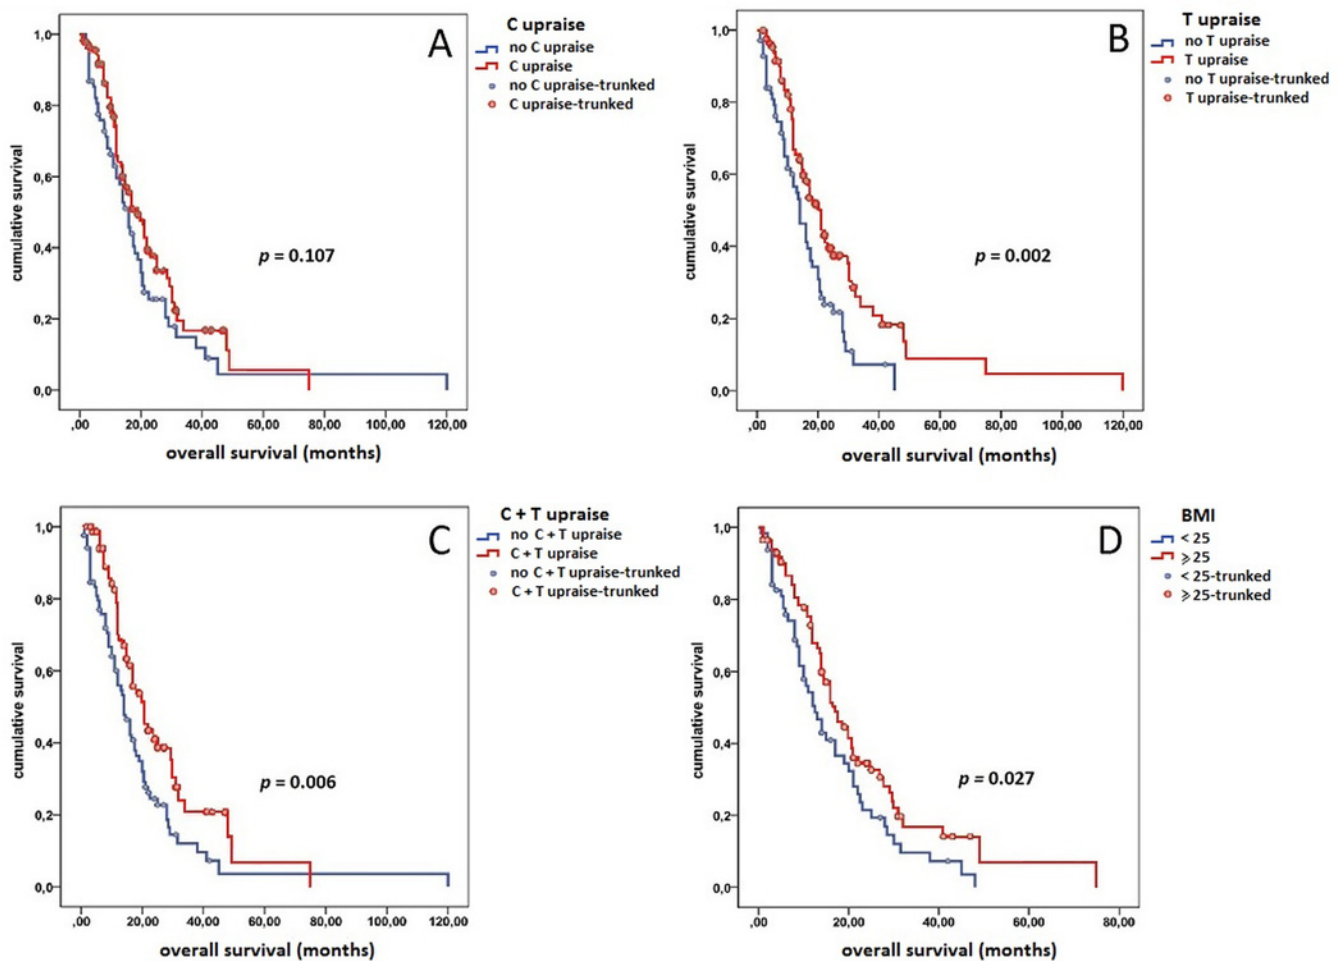 A
C upraise
no C upraise
C upraise
no C upraise-trunked
C upraise-trunked
cumulative survival
1,0
0,8
0,6
0,4
0,2
0,0
p = 0.107
,00 20,00 40,00 60,00 80,00 100,00 120,00
overall survival (months)
B
T upraise
no T upraise
T upraise
no T upraise-trunked
T upraise-trunked
cumulative survival
1,0
0,8
0,6
0,4
0,2
0,0
p = 0.002
,00 20,00 40,00 60,00 80,00 100,00 120,00
overall survival (months)
C
C + T upraise
no C + T upraise
C + T upraise
no C + T upraise-trunked
C + T upraise-trunked
cumulative survival
1,0
0,8
0,6
0,4
0,2
0,0
p = 0.006
,00 20,00 40,00 60,00 80,00 100,00 120,00
overall survival (months)
D
BMI
< 25
⩾ 25
< 25-trunked
⩾ 25-trunked
cumulative survival
1,0
0,8
0,6
0,4
0,2
0,0
p = 0.027
,00 20,00 40,00 60,00 80,00
overall survival (months)